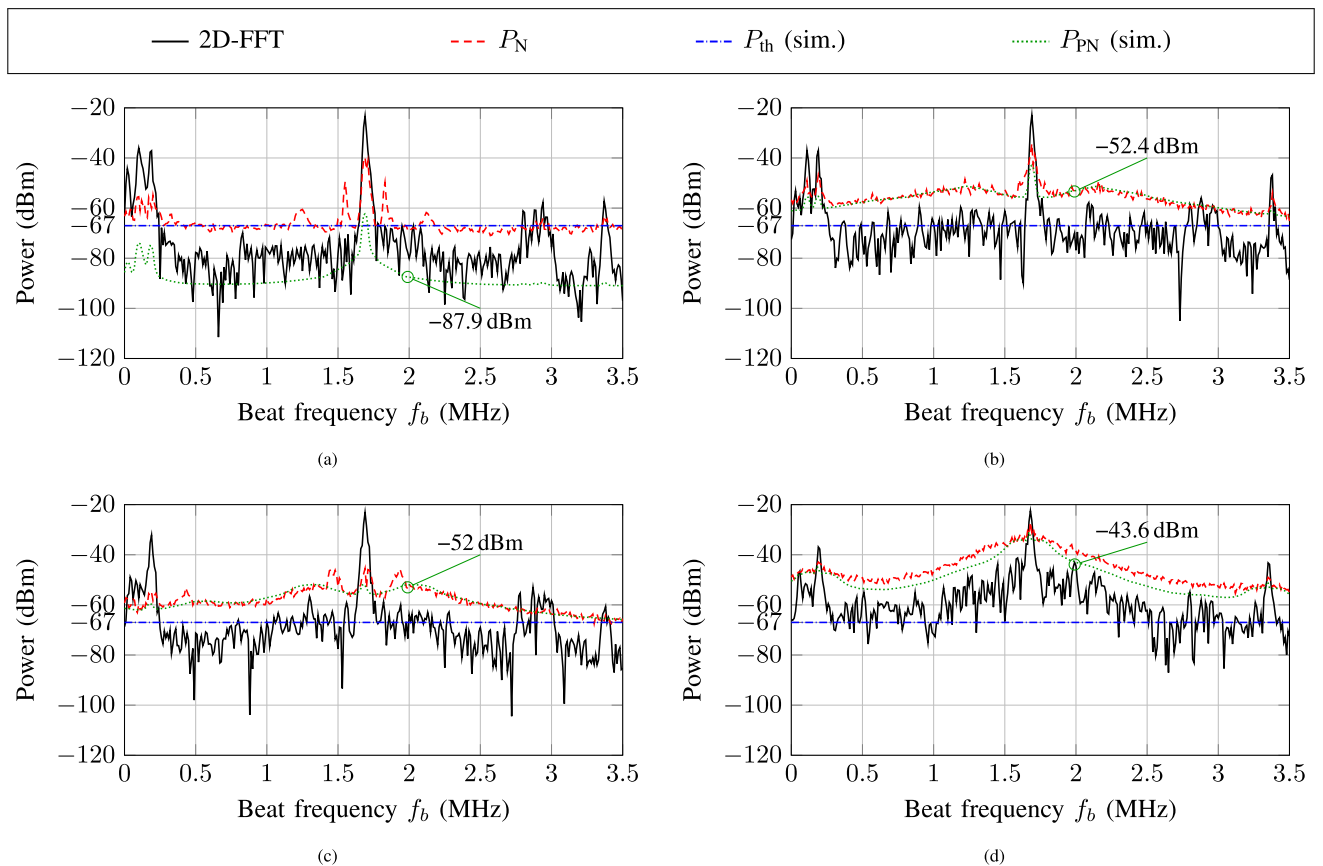 2D-FFT P_N P_th (sim.) P_PN (sim.)
−20
−40
−60
−67
−80
−100
−120
0 0.5 1 1.5 2 2.5 3 3.5
Power (dBm)
Beat frequency f_b (MHz)
−87.9 dBm
(a)
−20
−40
−60
−67
−80
−100
−120
0 0.5 1 1.5 2 2.5 3 3.5
Power (dBm)
Beat frequency f_b (MHz)
−52.4 dBm
(b)
−20
−40
−60
−67
−80
−100
−120
0 0.5 1 1.5 2 2.5 3 3.5
Power (dBm)
Beat frequency f_b (MHz)
−52 dBm
(c)
−20
−40
−60
−67
−80
−100
−120
0 0.5 1 1.5 2 2.5 3 3.5
Power (dBm)
Beat frequency f_b (MHz)
−43.6 dBm
(d)